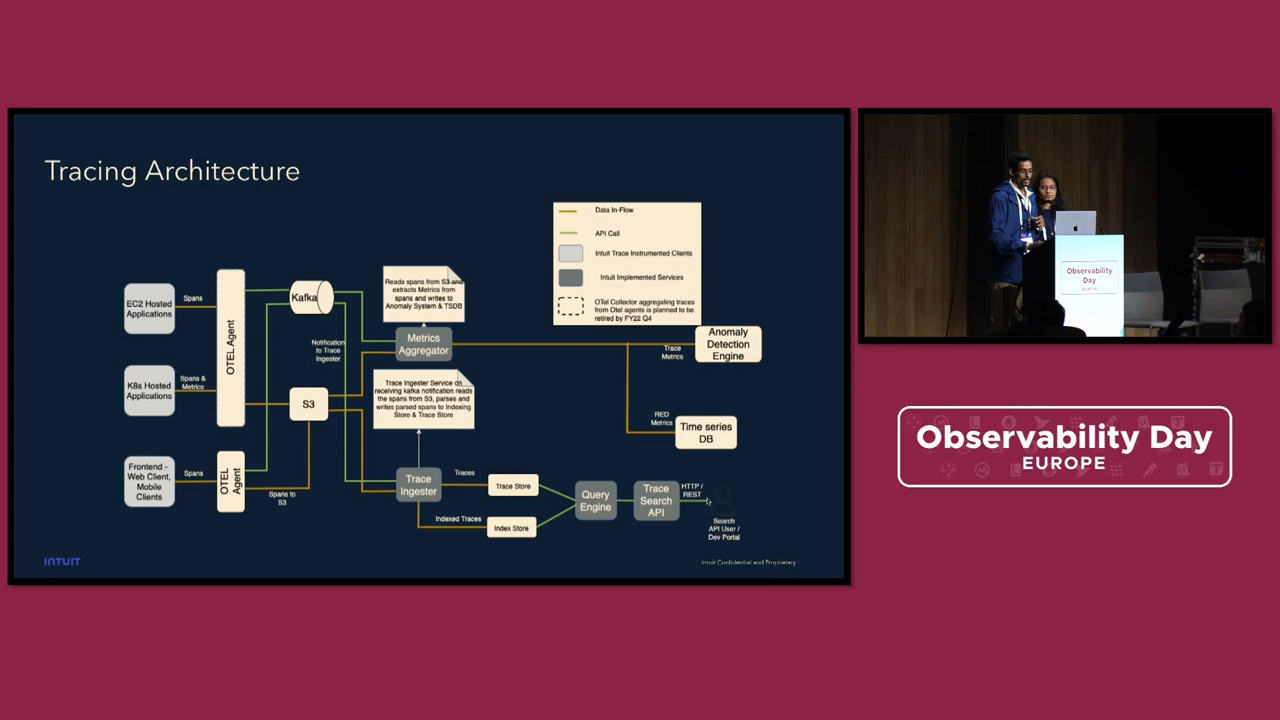 Tracing Architecture
Data In-Flow
API Call
Intuit Trace Instrumented Clients
Intuit Implemented Services
OTel Collector aggregating traces
from Otel agents is planned to be
retired by FY22 Q4
EC2 Hosted
Applications
Spans
K8s Hosted
Applications
Spans &
Metrics
Frontend -
Web Client,
Mobile
Clients
Spans
OTEL Agent
OTEL
Agent
Kafka
S3
Spans to
S3
Notification
to Trace
Ingester
Reads spans from S3 and
extracts Metrics from
spans and writes to
Anomaly System & TSDB
Metrics
Aggregator
Trace Ingester Service on
receiving kafka notification reads
the spans from S3, parses and
writes parsed spans to Indexing
Store & Trace Store
Trace
Ingester
Traces
Indexed Traces
Trace Store
Index Store
Query
Engine
Trace
Search
API
HTTP /
REST
Search
API User /
Dev Portal
Trace
Metrics
Anomaly
Detection
Engine
RED
Metrics
Time series
DB
INTUIT
Intuit Confidential and Proprietary
Observability
Day
EUROPE
Observability Day
EUROPE